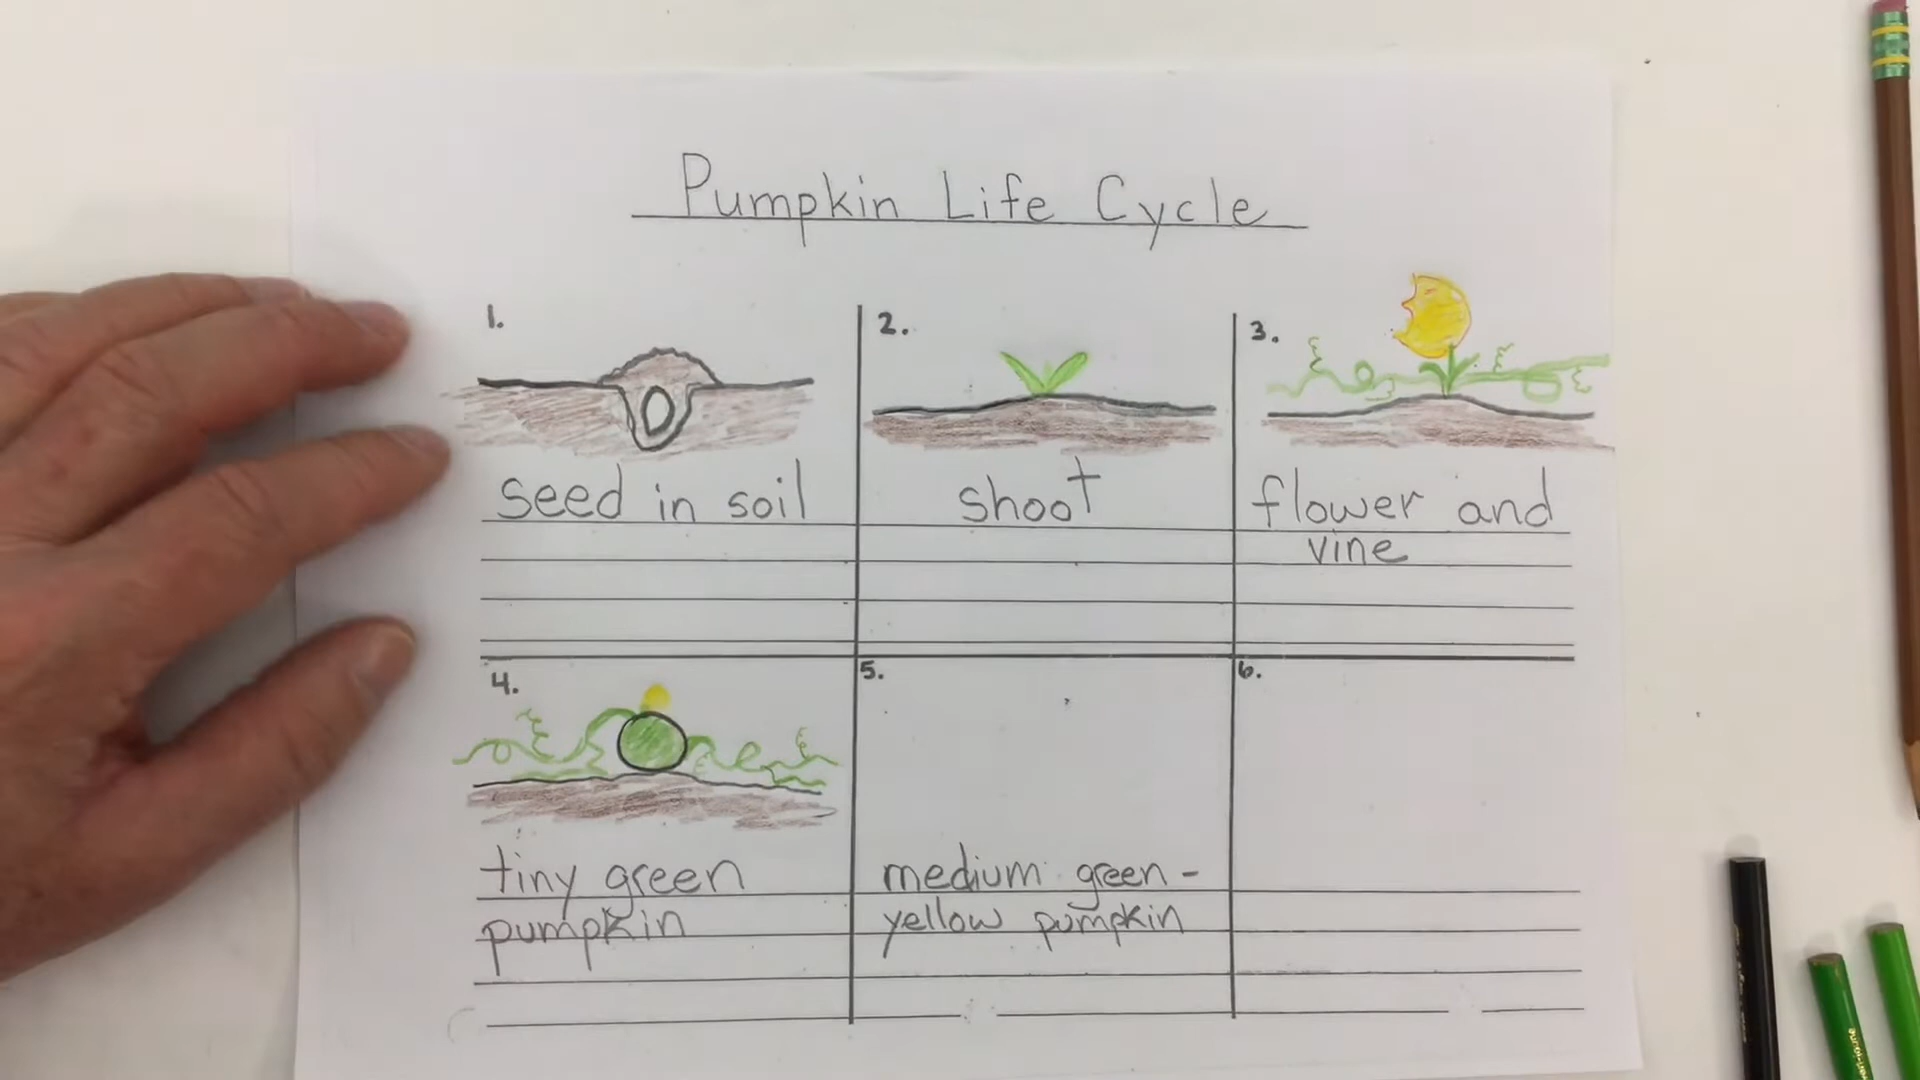 Pumpkin Life Cycle
1.
seed in soil
2.
shoot
3.
flower and
vine
4.
tiny green
pumpkin
5.
medium green-
yellow pumpkin
6.